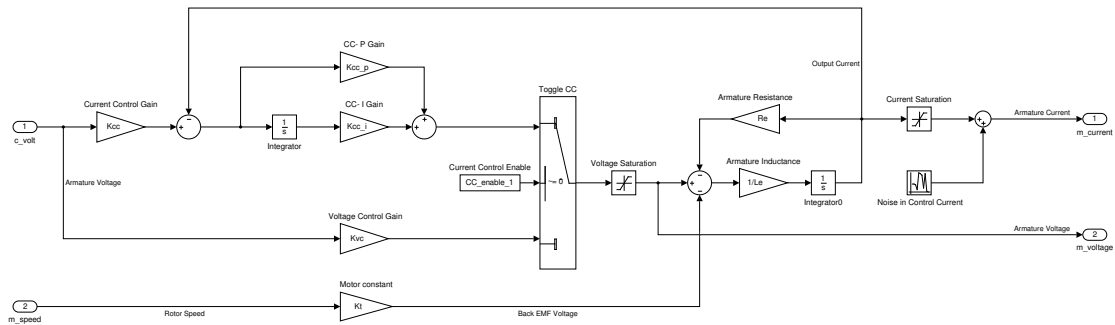 CC- P Gain
Kcc_p
Output Current
Toggle CC
Current Control Gain
Kcc
CC- I Gain
Kcc_i
1
s
Integrator
1
c_volt
Armature Resistance
Re
Current Saturation
Armature Current
1
m_current
Current Control Enable
CC_enable_1
~= 0
Voltage Saturation
Armature Inductance
1/Le
1
s
Integrator0
Noise in Control Current
Armature Voltage
Voltage Control Gain
Kvc
Armature Voltage
2
m_voltage
Motor constant
Kt
2
m_speed
Rotor Speed
Back EMF Voltage